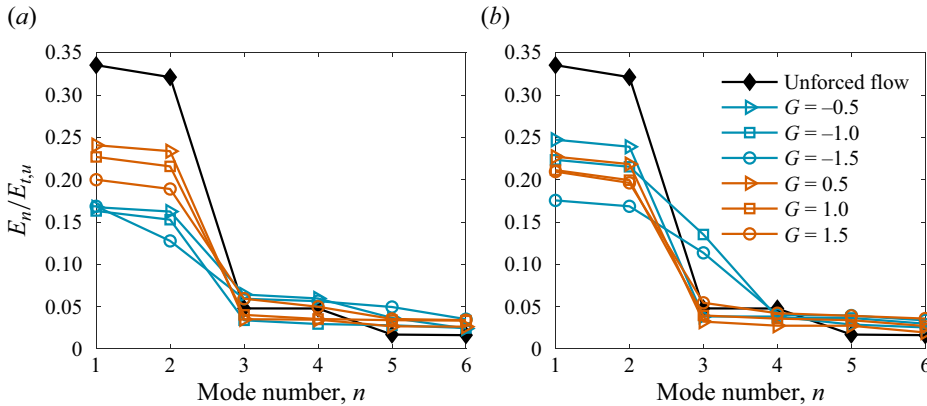 (a)
(b)
0.35
0.30
0.25
0.20
0.15
0.10
0.05
0
E_n/E_{t,u}
1 2 3 4 5 6
Mode number, n
0.35
0.30
0.25
0.20
0.15
0.10
0.05
0
1 2 3 4 5 6
Mode number, n
Unforced flow
G = –0.5
G = –1.0
G = –1.5
G = 0.5
G = 1.0
G = 1.5